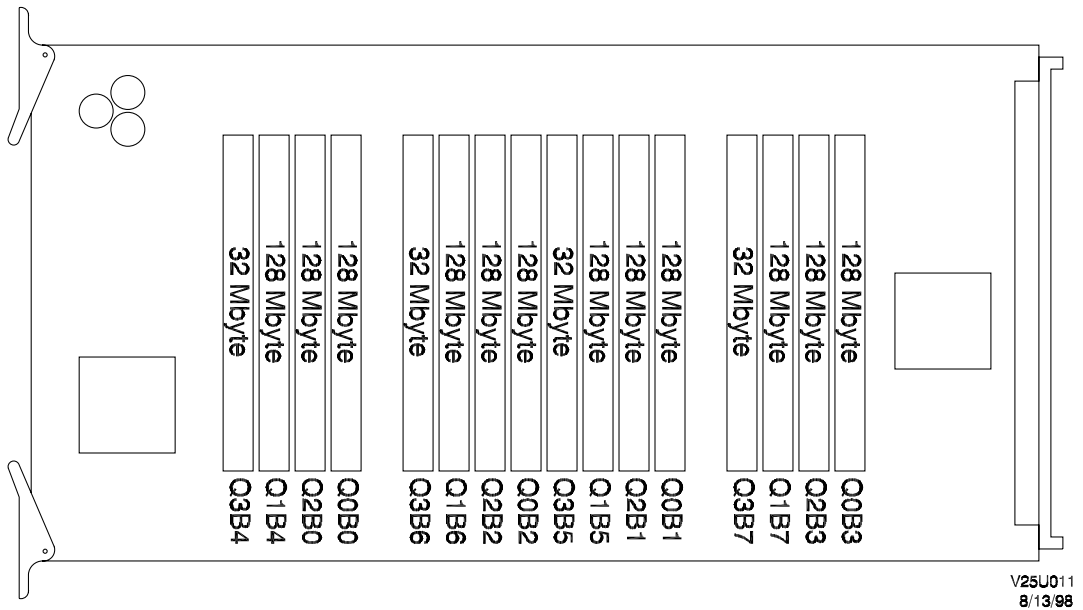 32 Mbyte
128 Mbyte
128 Mbyte
128 Mbyte
32 Mbyte
128 Mbyte
128 Mbyte
128 Mbyte
32 Mbyte
128 Mbyte
128 Mbyte
128 Mbyte
32 Mbyte
128 Mbyte
128 Mbyte
128 Mbyte
Q3B4
Q1B4
Q2B0
Q0B0
Q3B6
Q1B6
Q2B2
Q0B2
Q3B5
Q1B5
Q2B1
Q0B1
Q3B7
Q1B7
Q2B3
Q0B3
V25U011
8/13/98